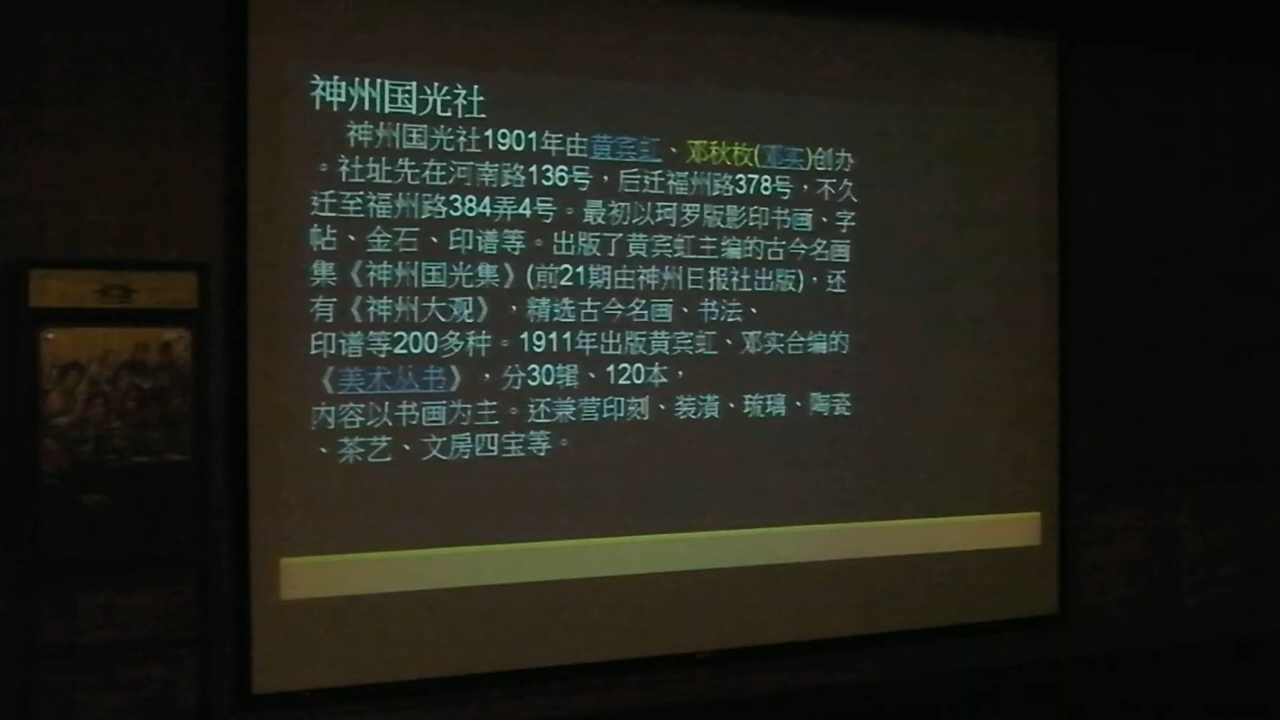 神州国光社
神州国光社1901年由黄宾虹、邓秋枚(邓实)创办
。社址先在河南路136号，后迁福州路378号，不久
迁至福州路384弄4号。最初以珂罗版影印书画、字
帖、金石、印谱等。出版了黄宾虹主编的古今名画
集《神州国光集》(前21期由神州日报社出版)，还
有《神州大观》，精选古今名画、书法、
印谱等200多种。1911年出版黄宾虹、邓实合编的
《美术丛书》，分30辑、120本，
内容以书画为主。还兼营印刻、装潢、琉璃、陶瓷
、茶艺、文房四宝等。